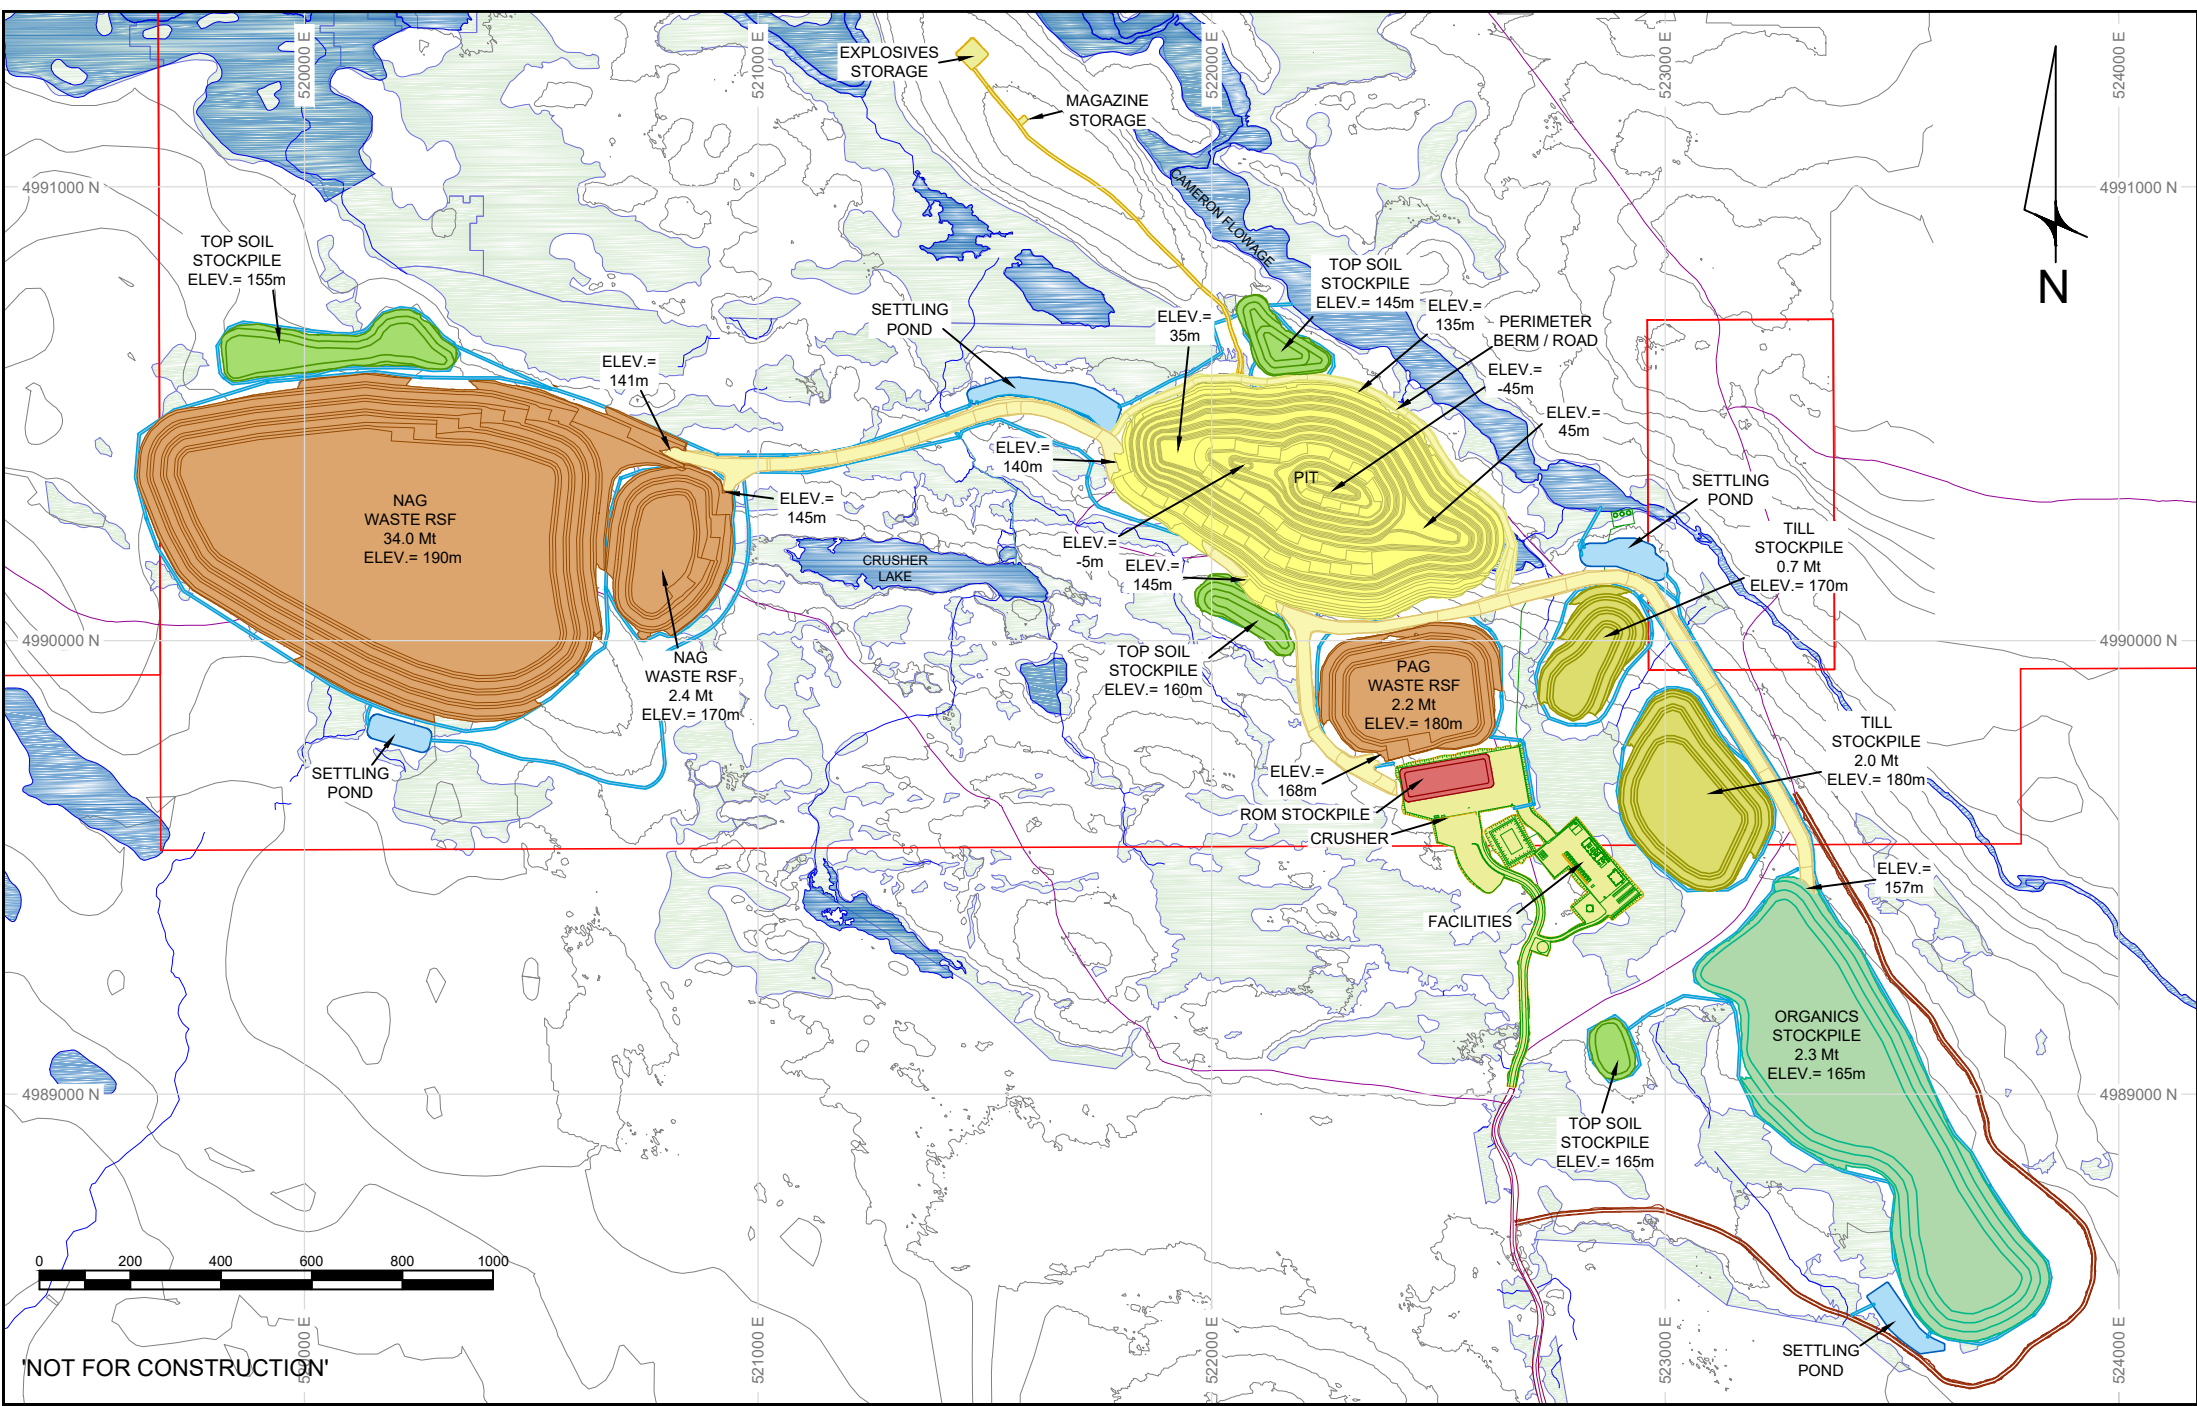 520000 E
521000 E
522000 E
523000 E
524000 E
EXPLOSIVES
STORAGE
MAGAZINE
STORAGE
4991000 N
4991000 N
CAMERON FLOWAGE
N
TOP SOIL
STOCKPILE
ELEV.= 155m
TOP SOIL
STOCKPILE
ELEV.= 145m
SETTLING
POND
ELEV.=
35m
ELEV.=
135m
PERIMETER
BERM / ROAD
ELEV.=
141m
ELEV.=
-45m
ELEV.=
45m
ELEV.=
140m
PIT
SETTLING
POND
NAG
WASTE RSF
34.0 Mt
ELEV.= 190m
ELEV.=
145m
TILL
STOCKPILE
0.7 Mt
ELEV.= 170m
ELEV.=
-5m
CRUSHER
LAKE
ELEV.=
145m
4990000 N
4990000 N
NAG
WASTE RSF
2.4 Mt
ELEV.= 170m
TOP SOIL
STOCKPILE
ELEV.= 160m
PAG
WASTE RSF
2.2 Mt
ELEV.= 180m
TILL
STOCKPILE
2.0 Mt
ELEV.= 180m
SETTLING
POND
ELEV.=
168m
ROM STOCKPILE
CRUSHER
ELEV.=
157m
FACILITIES
ORGANICS
STOCKPILE
2.3 Mt
ELEV.= 165m
4989000 N
4989000 N
TOP SOIL
STOCKPILE
ELEV.= 165m
0 200 400 600 800 1000
SETTLING
POND
'NOT FOR CONSTRUCTION'
520000 E
521000 E
522000 E
523000 E
524000 E